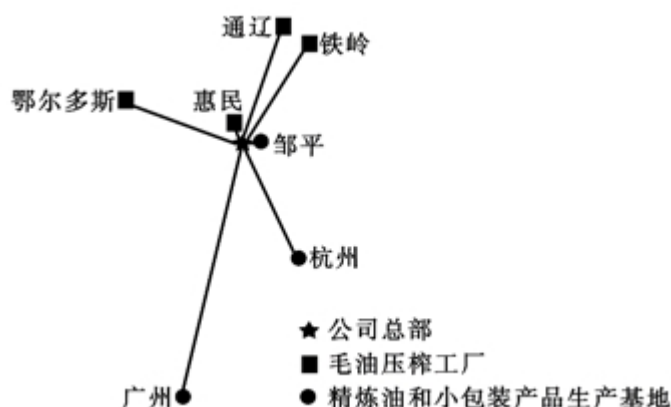 通辽
铁岭
鄂尔多斯
惠民
邹平
杭州
公司总部
毛油压榨工厂
广州
精炼油和小包装产品生产基地